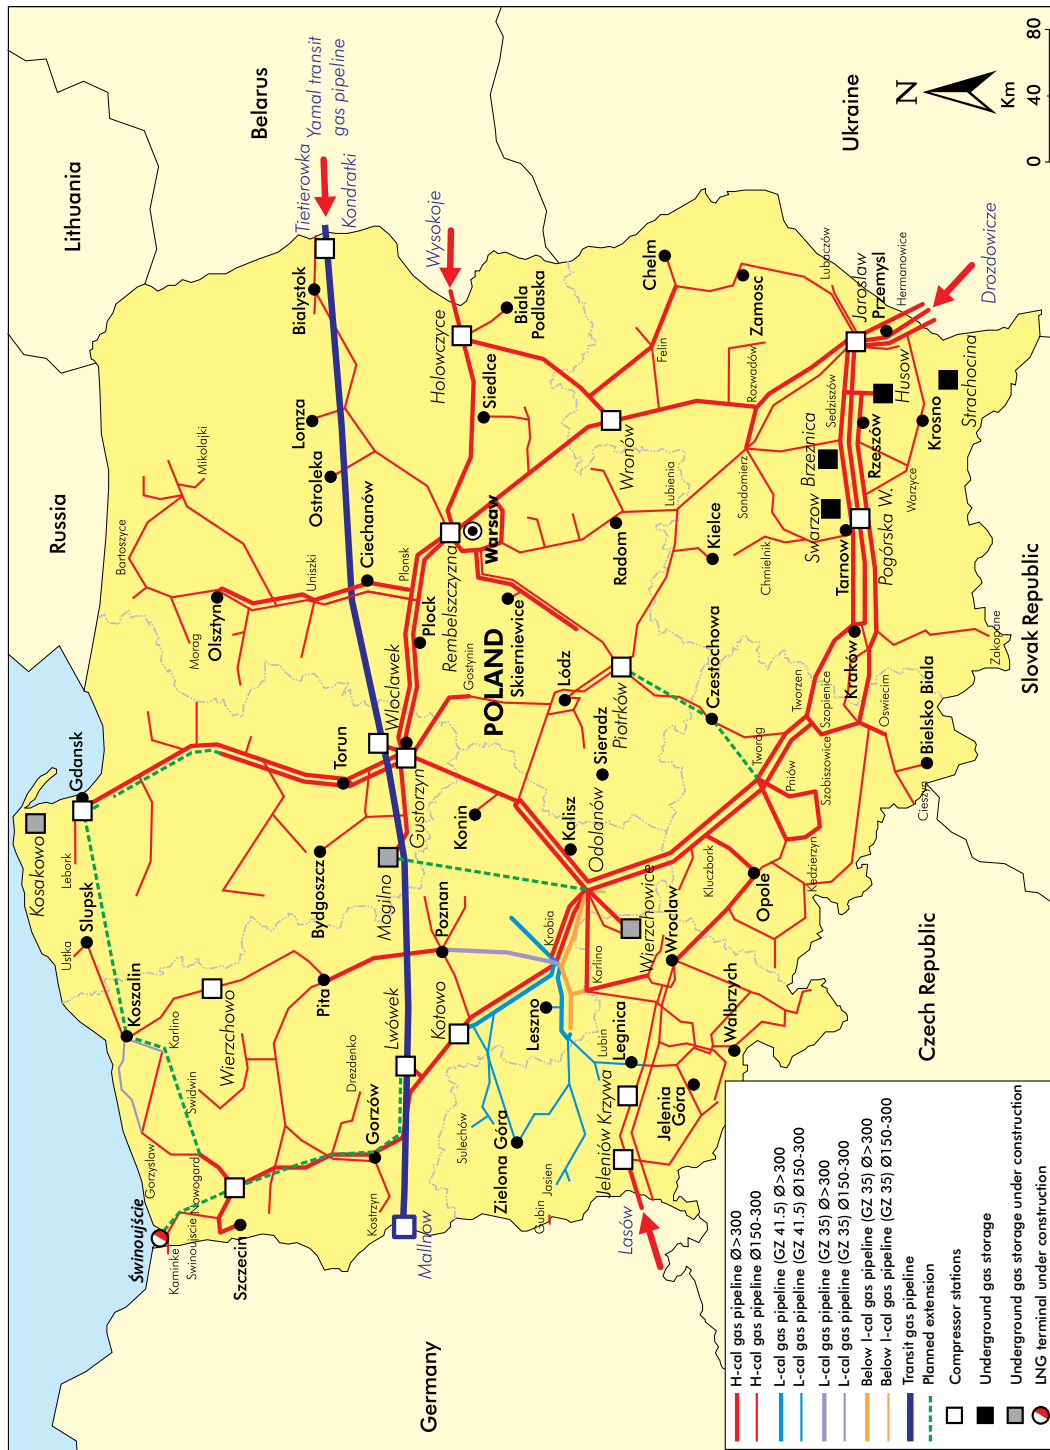 Lithuania
Belarus
Russia
Ukraine
Germany
Czech Republic
Slovak Republic
POLAND
N
0
40
80
Km
Tietierowka
Yamal transit
gas pipeline
Kondratki
Wysokoje
Drozdowicze
Lasów
Mallnow
Świnoujście
Kaminke
Swinoujscie
Nowogard
Gorzyslaw
Szczecin
Swidwin
Karlino
Koszalin
Ustka
Slupsk
Lebork
Kosakowo
Gdansk
Wierzchowo
Drezdenko
Gorzów
Kostrzyn
Pita
Bydgoszcz
Torun
Morag
Olsztyn
Bartoszyce
Mikolajki
Uniszki
Ciechanów
Ostroleka
Lomza
Bialystok
Lwówek
Kotowo
Poznan
Mogilno
Gustorzyn
Wloclawek
Plock
Plonsk
Gostynin
Rembelszczyzna
Warsaw
Holowczyce
Siedlce
Biala
Podlaska
Skierniewice
Konin
Kalisz
Lódz
Sieradz
Piotrków
Odolanów
Krobia
Karlino
Leszno
Sulechów
Zielona Góra
Gubin
Jasien
Jeleniów Krzywa
Lubin
Legnica
Jelenia
Góra
Walbrzych
Wierzchowice
Wroclaw
Kluczbork
Opole
Kedzierzyn
Tworóg
Pniów
Szobiszowice
Szopienice
Tworzen
Czestochowa
Radom
Kielce
Lubienia
Wronów
Felin
Chelm
Zamosc
Rozwadów
Sandomierz
Chmielnik
Swarzow
Brzeznica
Sedziszów
Lubaczów
Jaroslaw
Przemysl
Hermanowice
Husow
Rzeszów
Krosno
Strachocina
Warzyce
Tarnow
Pogórska W.
Kraków
Oswiecim
Bielsko Biala
Cieszyn
Zakopane
H-cal gas pipeline Ø>300
H-cal gas pipeline Ø150-300
L-cal gas pipeline (GZ 41.5) Ø>300
L-cal gas pipeline (GZ 41.5) Ø150-300
L-cal gas pipeline (GZ 35) Ø>300
L-cal gas pipeline (GZ 35) Ø150-300
Below l-cal gas pipeline (GZ 35) Ø>300
Below l-cal gas pipeline (GZ 35) Ø150-300
Transit gas pipeline
Planned extension
Compressor stations
Underground gas storage
Underground gas storage under construction
LNG terminal under construction